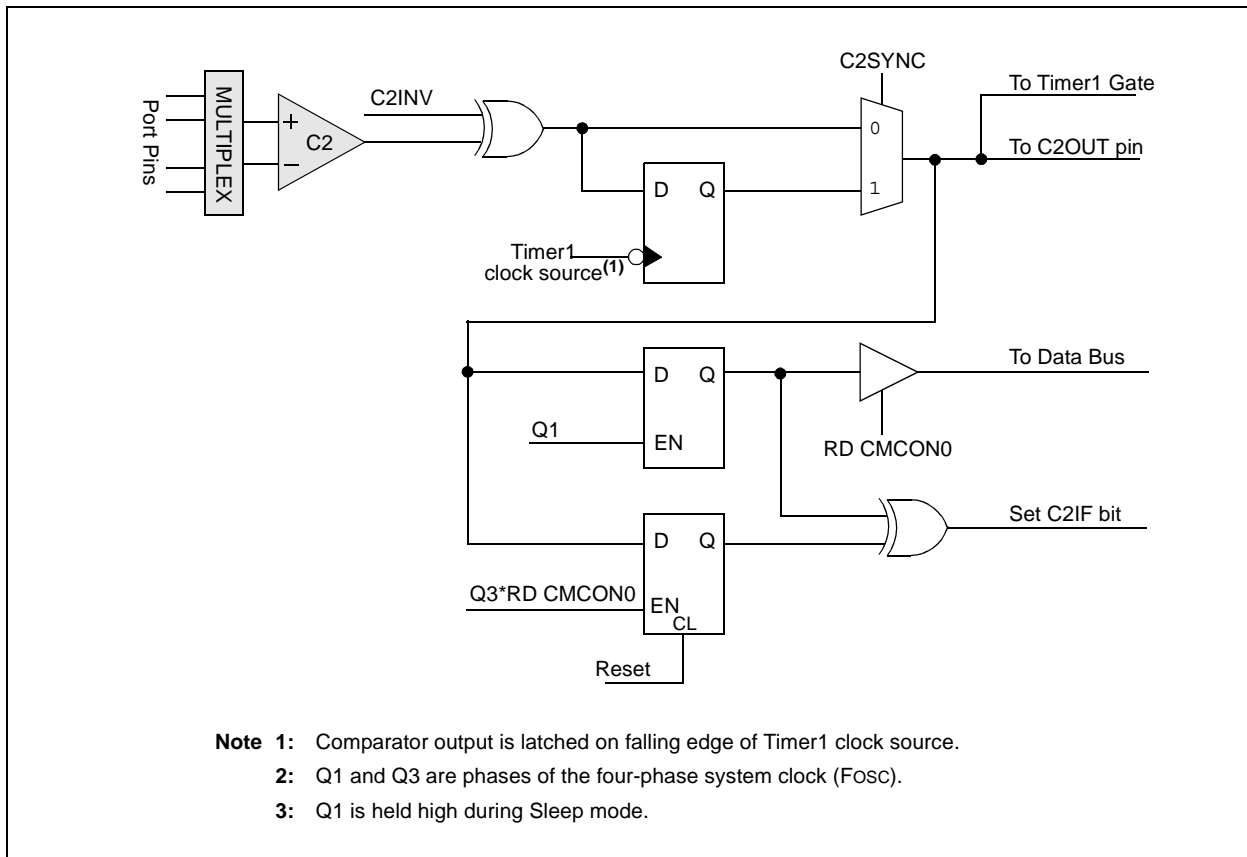 C2SYNC
Port Pins
MULTIPLEX
+
−
C2
C2INV
0
1
To Timer1 Gate
To C2OUT pin
D Q
Timer1
clock source(1)
D Q
EN
Q1
To Data Bus
RD CMCON0
D Q
EN
CL
Q3*RD CMCON0
Set C2IF bit
Reset
Note 1: Comparator output is latched on falling edge of Timer1 clock source.
2: Q1 and Q3 are phases of the four-phase system clock (FOSC).
3: Q1 is held high during Sleep mode.